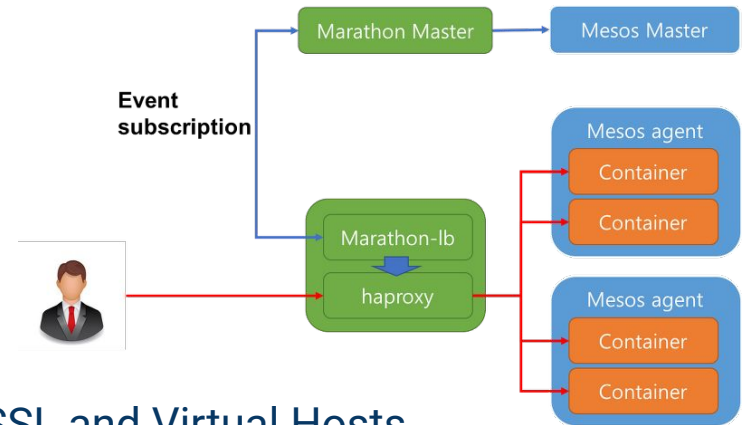 Marathon Master
Mesos Master
Event
subscription
Mesos agent
Container
Container
Marathon-lb
haproxy
Mesos agent
Container
Container
SSL and Virtual Hosts